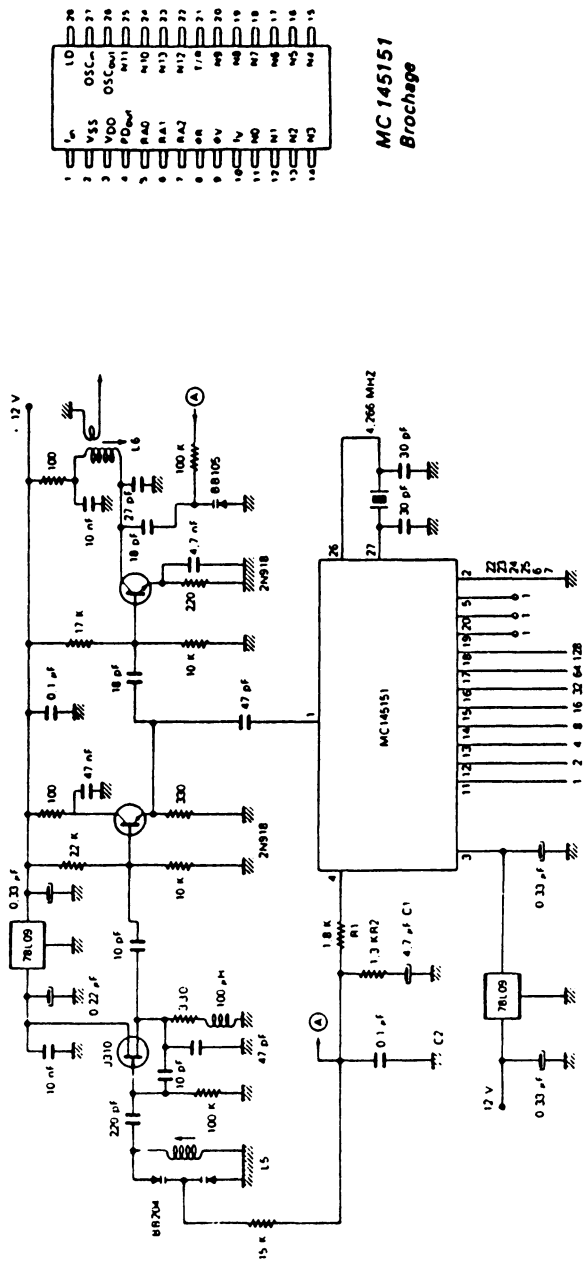 - 12 V
100
10 nF
L6
27 pF
18 pF
100 K
A
BB105
4,7 nF
220
2N918
17 K
10 K
18 pF
0.1 µF
47 pF
100
47 nF
330
2N918
22 K
10 K
0.33 µF
78L09
0.22 µF
10 pF
10 nF
J310
330
100 µH
47 pF
10 pF
100 K
220 pF
L5
BB204
15 K
A
0.1 µF
C2
1.8 K
R1
1.3 K R2
4.7 µF C1
4
1
MC145151
26
27
4,266 MHZ
30 pF
30 pF
3
11 12 13 14 15 16 17 18 19 20 5 2
1 2 4 8 16 32 64 128
1 1 1
22
23
24
25
6
7
12 V
0.33 µF
78L09
0.33 µF
1 fin
2 VSS
3 VDD
4 PDout
5 RA0
6 RA1
7 RA2
8 ΦR
9 ΦV
10 fV
11 N0
12 N1
13 N2
14 N3
LD 28
OSCin 27
OSCout 26
N11 25
N10 24
N13 23
N12 22
T/R 21
N9 20
N8 19
N7 18
N6 17
N5 16
N4 15
MC 145151
Brochage